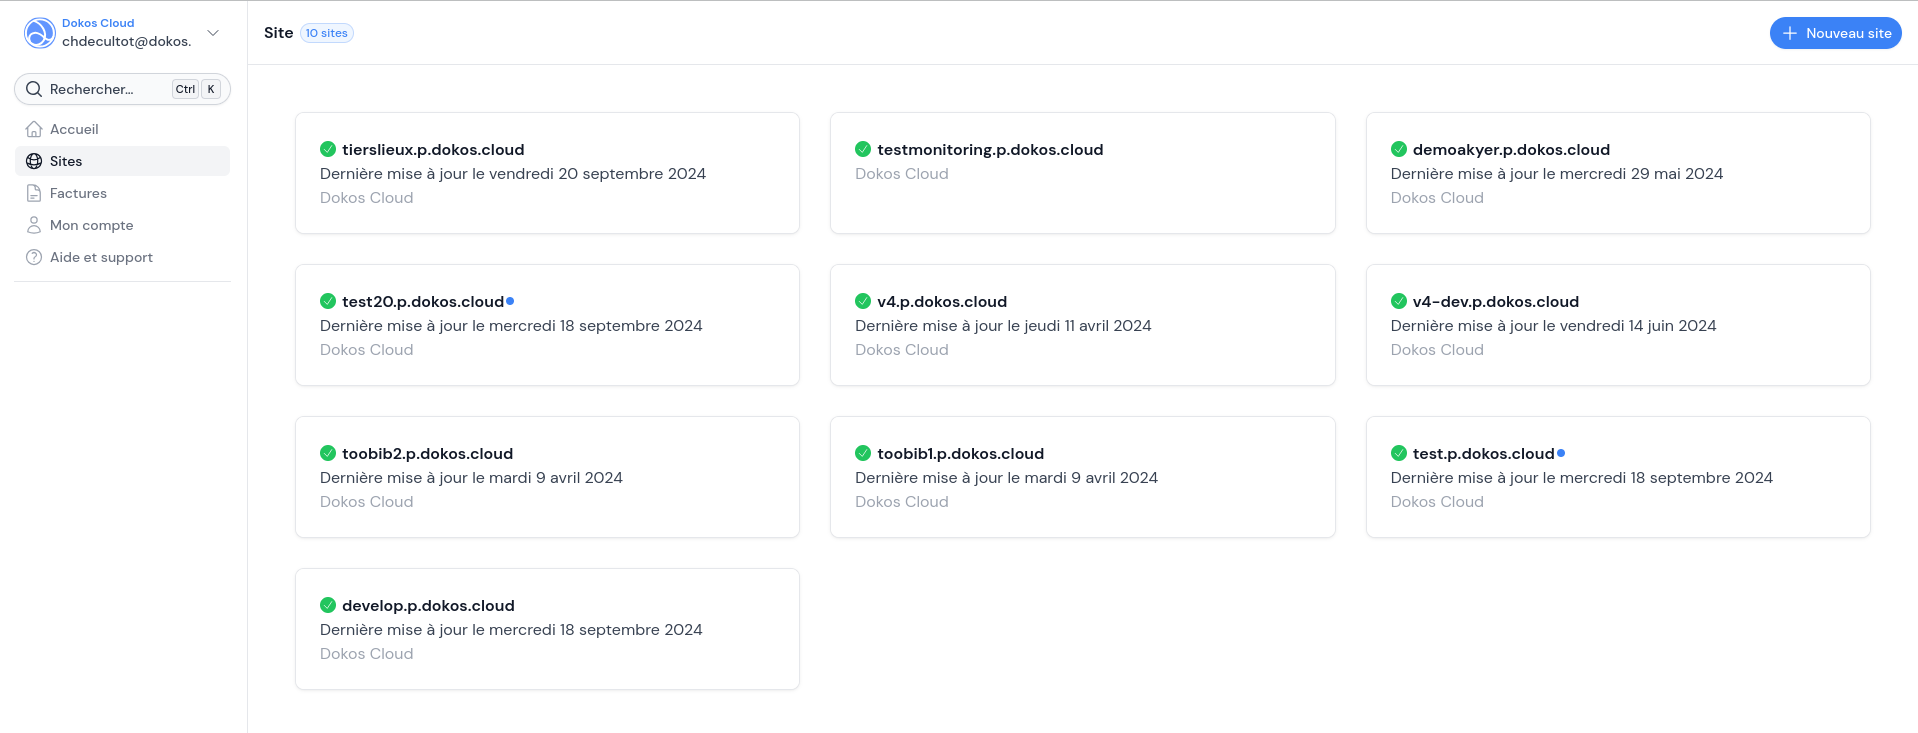 Dokos Cloud
chdecultot@dokos.
Rechercher...
Ctrl K
Accueil
Sites
Factures
Mon compte
Aide et support
Site 10 sites
Nouveau site
tierslieux.p.dokos.cloud
Dernière mise à jour le vendredi 20 septembre 2024
Dokos Cloud
testmonitoring.p.dokos.cloud
Dokos Cloud
demoakyer.p.dokos.cloud
Dernière mise à jour le mercredi 29 mai 2024
Dokos Cloud
test20.p.dokos.cloud
Dernière mise à jour le mercredi 18 septembre 2024
Dokos Cloud
v4.p.dokos.cloud
Dernière mise à jour le jeudi 11 avril 2024
Dokos Cloud
v4-dev.p.dokos.cloud
Dernière mise à jour le vendredi 14 juin 2024
Dokos Cloud
toobib2.p.dokos.cloud
Dernière mise à jour le mardi 9 avril 2024
Dokos Cloud
toobib1.p.dokos.cloud
Dernière mise à jour le mardi 9 avril 2024
Dokos Cloud
test.p.dokos.cloud
Dernière mise à jour le mercredi 18 septembre 2024
Dokos Cloud
develop.p.dokos.cloud
Dernière mise à jour le mercredi 18 septembre 2024
Dokos Cloud